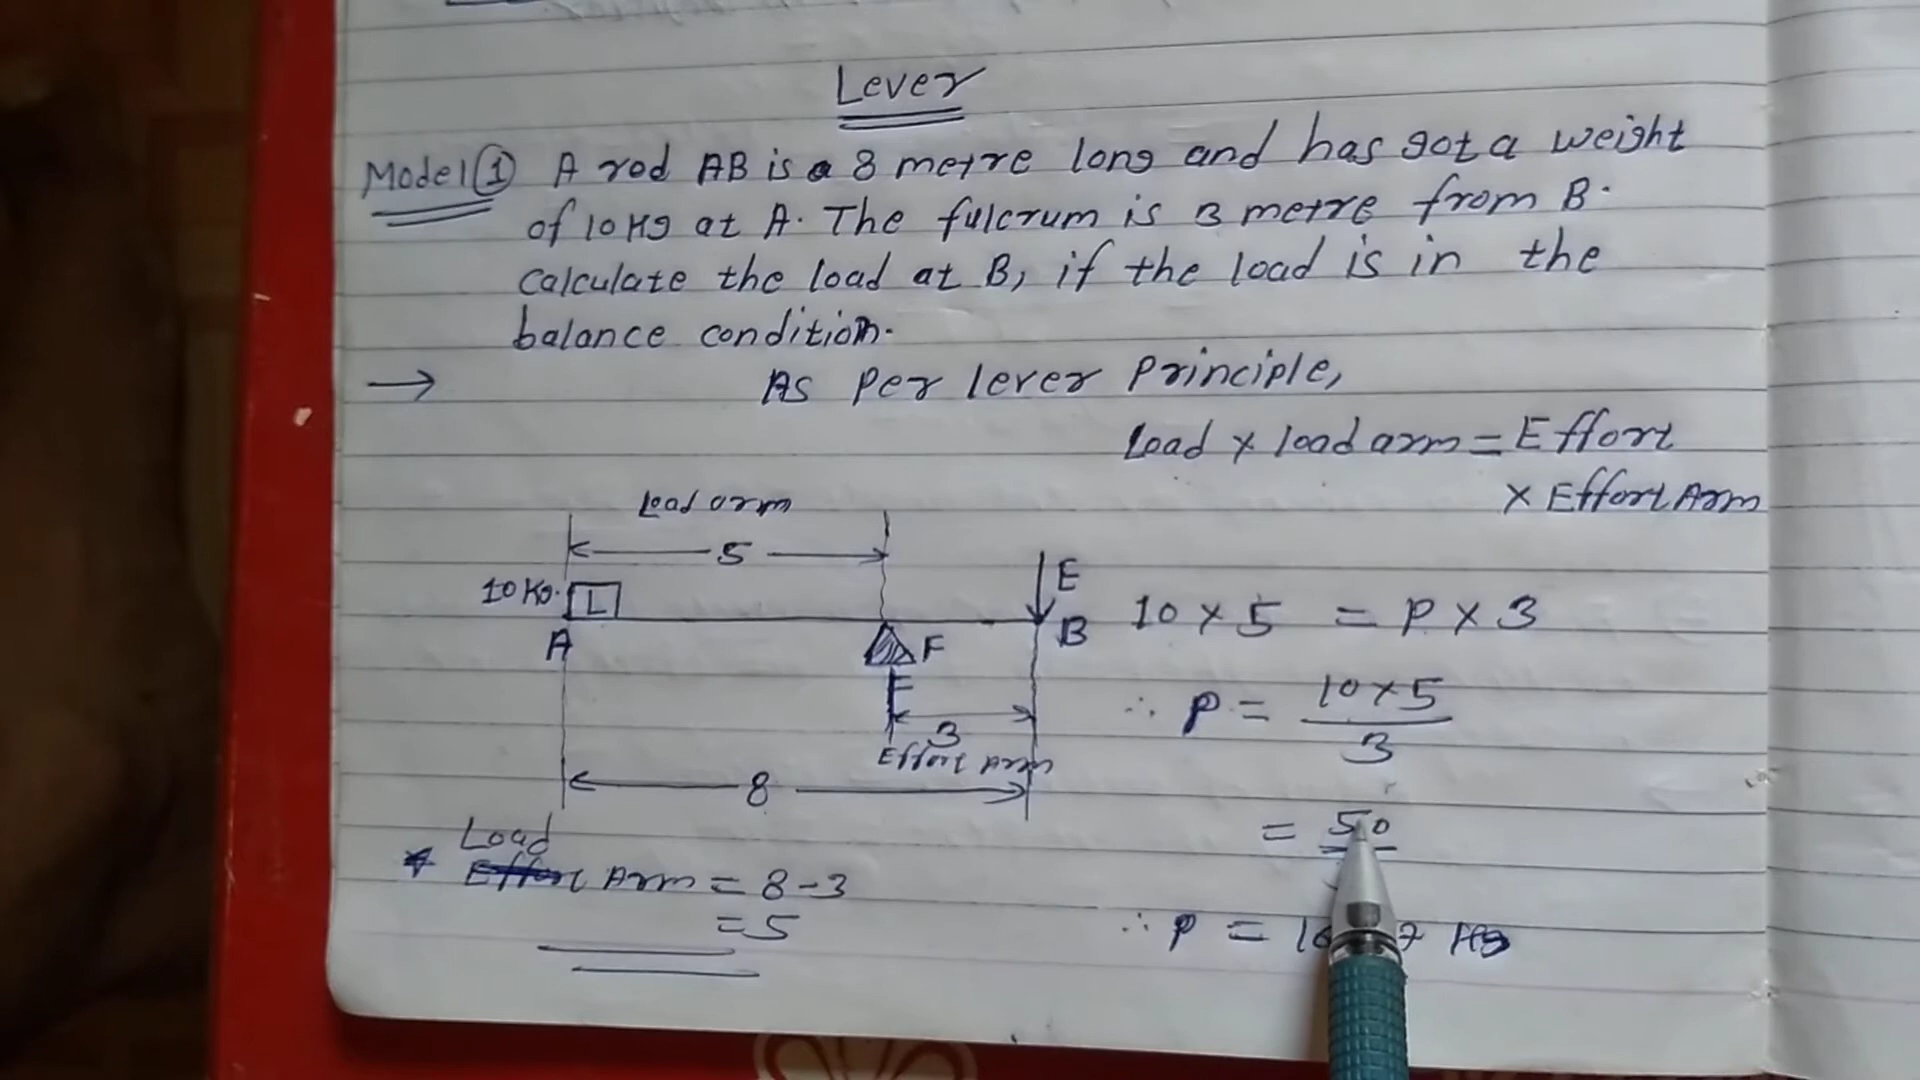 Lever
Model ① A rod AB is a 8 metre long and has got a weight
of 10 Kg at A. The fulcrum is 3 metre from B.
Calculate the load at B, if the load is in the
balance condition.
→ As per lever principle,
Load × load arm = Effort
× Effort Arm
Load arm
5
10 Kg. L
E
A
F
B
F
3
Effort Arm
8
10 × 5 = P × 3
∴ P = 10×5
3
= 50
∴ P = 7 Kg
Load
* Effort Arm = 8-3
= 5